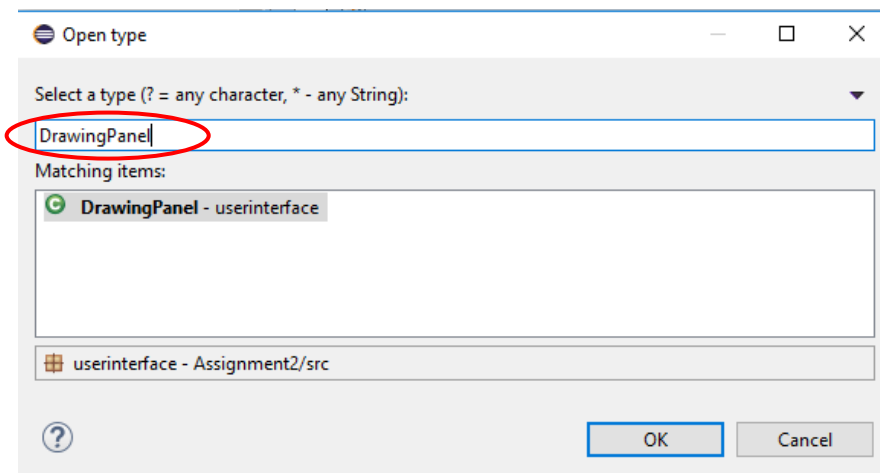 Open type
Select a type (? = any character, * - any String):
DrawingPanel
Matching items:
DrawingPanel - userinterface
userinterface - Assignment2/src
OK Cancel